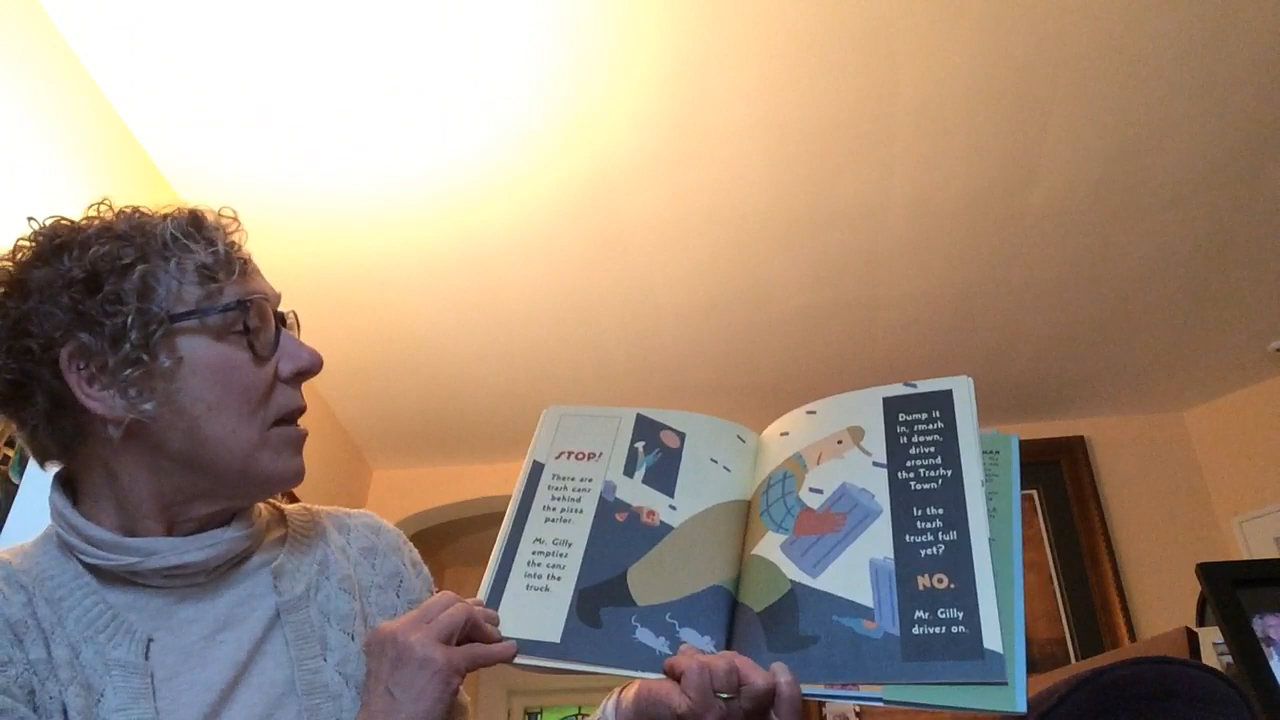 STOP!
There are
trash cans
behind
the pizza
parlor.
Mr. Gilly
empties
the cans
into the
truck.
Dump it
in, smash
it down,
drive
around
the Trashy
Town!
Is the
trash
truck full
yet?
NO.
Mr. Gilly
drives on.